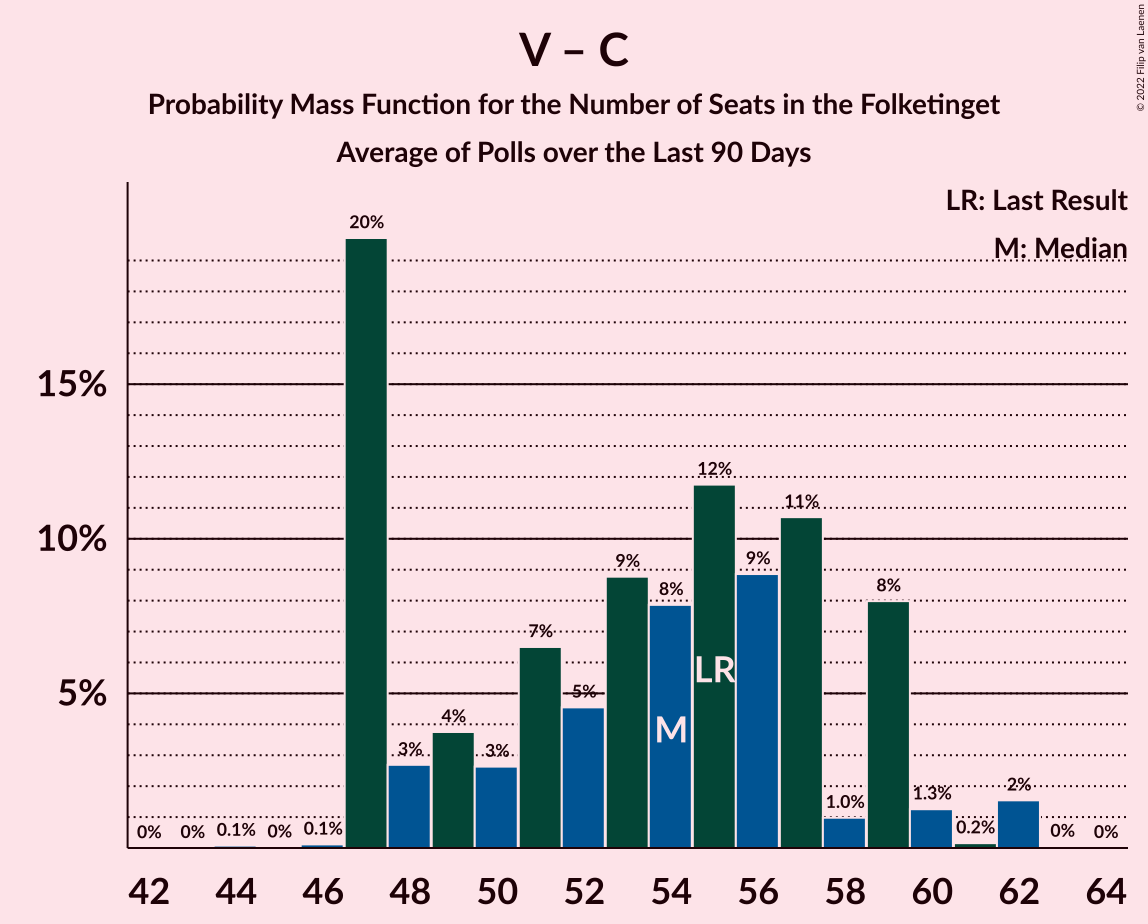 V – C
Probability Mass Function for the Number of Seats in the Folketinget
Average of Polls over the Last 90 Days
© 2022 Filip van Laenen
LR: Last Result
M: Median
15%
10%
5%
0%
0%
0.1%
0%
0.1%
20%
3%
4%
3%
7%
5%
9%
8%
12%
9%
11%
1.0%
8%
1.3%
0.2%
2%
0%
0%
LR
M
42 44 46 48 50 52 54 56 58 60 62 64